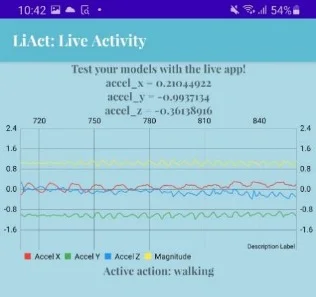 10:42 54%
LiAct: Live Activity
Test your models with the live app!
accel_x = 0.21044922
accel_y = -0.9937134
accel_z = -0.36138916
720 750 780 810 840
2.4 2.4
1.6 1.6
0.8 0.8
0.0 0.0
-0.8 -0.8
-1.6 -1.6
Description Label
Accel X Accel Y Accel Z Magnitude
Active action: walking